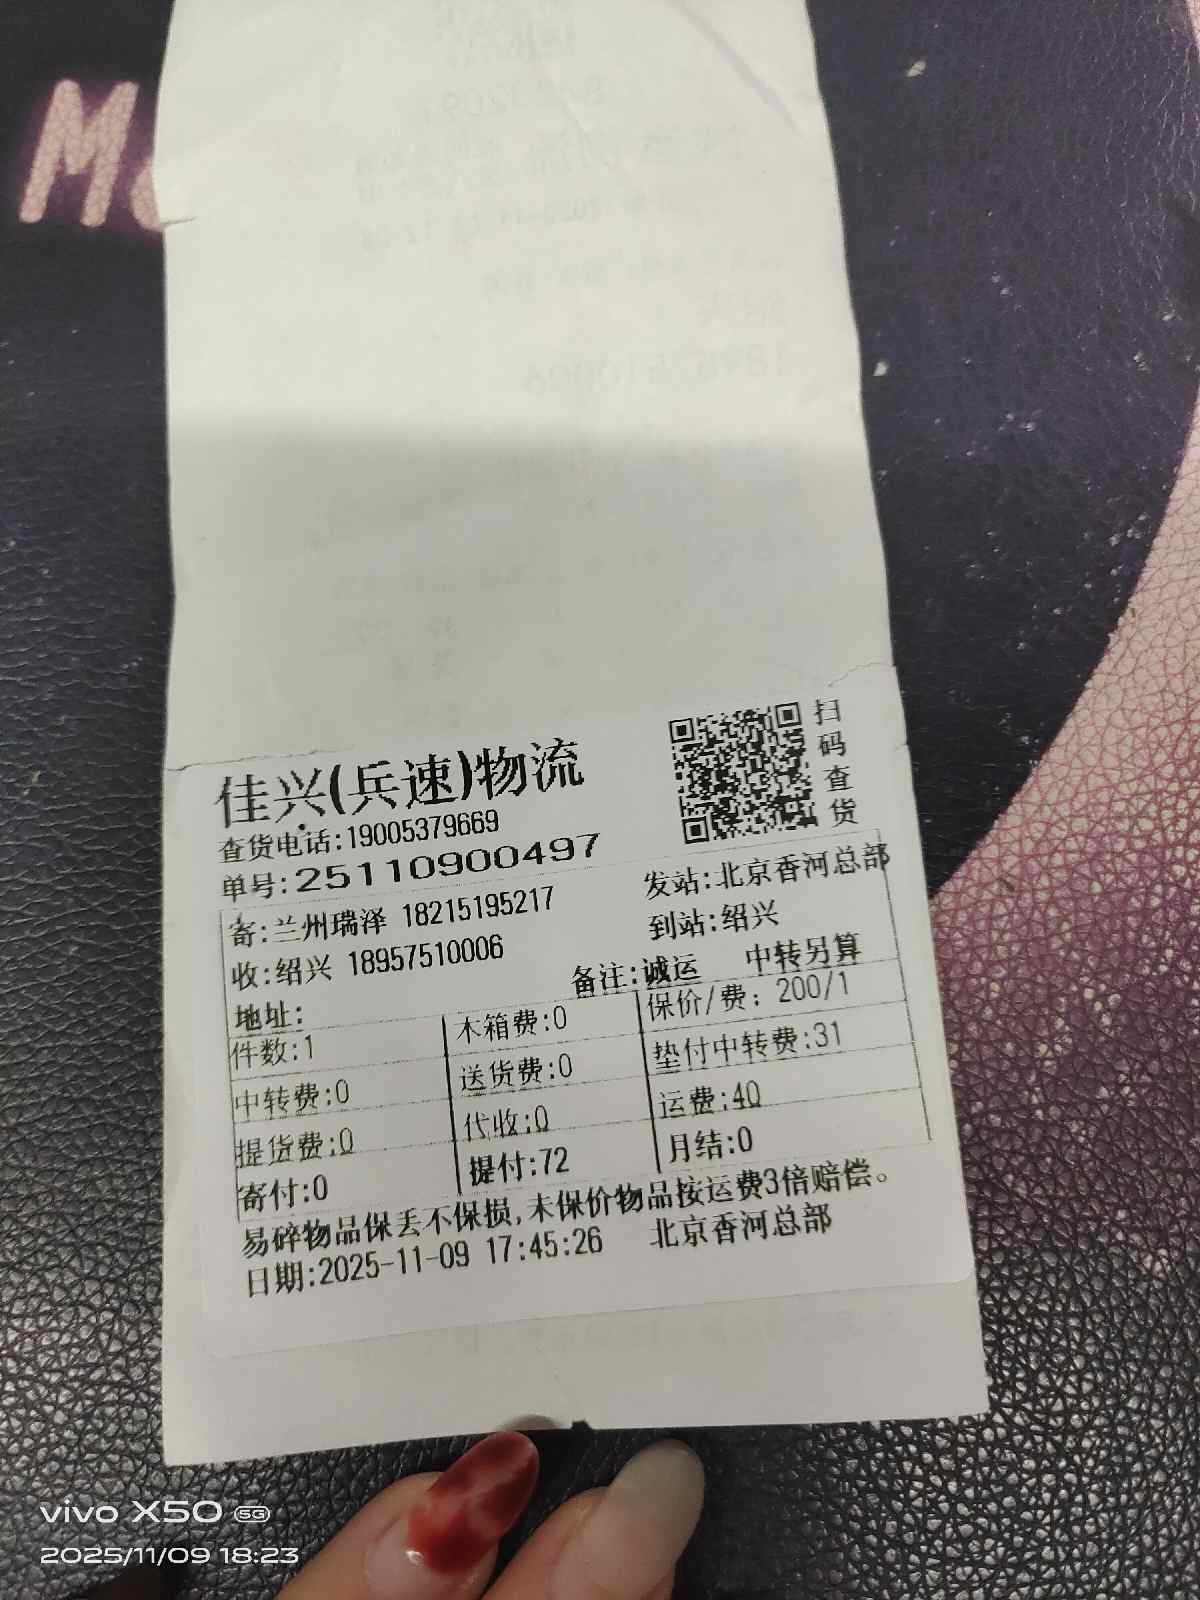 佳兴(兵速)物流
扫码查货
查货电话:19005379669
单号:25110900497
发站:北京香河总部
寄:兰州瑞泽 18215195217
到站:绍兴
收:绍兴 18957510006
备注:诚运 中转另算
地址:
件数:1 木箱费:0 保价/费: 200/1
中转费:0 送货费:0 垫付中转费:31
提货费:0 代收:0 运费:40
寄付:0 提付:72 月结:0
易碎物品保丢不保损,未保价物品按运费3倍赔偿。
日期:2025-11-09 17:45:26 北京香河总部
vivo X50 5G
2025/11/09 18:23